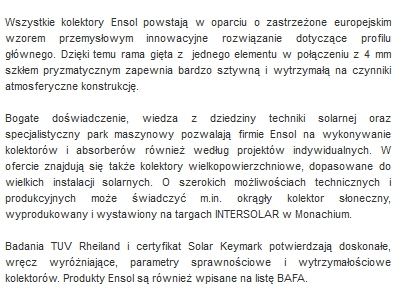 Wszystkie kolektory Ensol powstają w oparciu o zastrzeżone europejskim
wzorem przemysłowym innowacyjne rozwiązanie dotyczące profilu
głównego. Dzięki temu rama gięta z jednego elementu w połączeniu z 4 mm
szkłem pryzmatycznym zapewnia bardzo sztywną i wytrzymałą na czynniki
atmosferyczne konstrukcję.

Bogate doświadczenie, wiedza z dziedziny techniki solarnej oraz
specjalistyczny park maszynowy pozwalają firmie Ensol na wykonywanie
kolektorów i absorberów również według projektów indywidualnych. W
ofercie znajdują się także kolektory wielkopowierzchniowe, dopasowane do
wielkich instalacji solarnych. O szerokich możliwościach technicznych i
produkcyjnych może świadczyć m.in. okrągły kolektor słoneczny,
wyprodukowany i wystawiony na targach INTERSOLAR w Monachium.

Badania TUV Rheiland i certyfikat Solar Keymark potwierdzają doskonałe,
wręcz wyróżniające, parametry sprawnościowe i wytrzymałościowe
kolektorów. Produkty Ensol są również wpisane na listę BAFA.